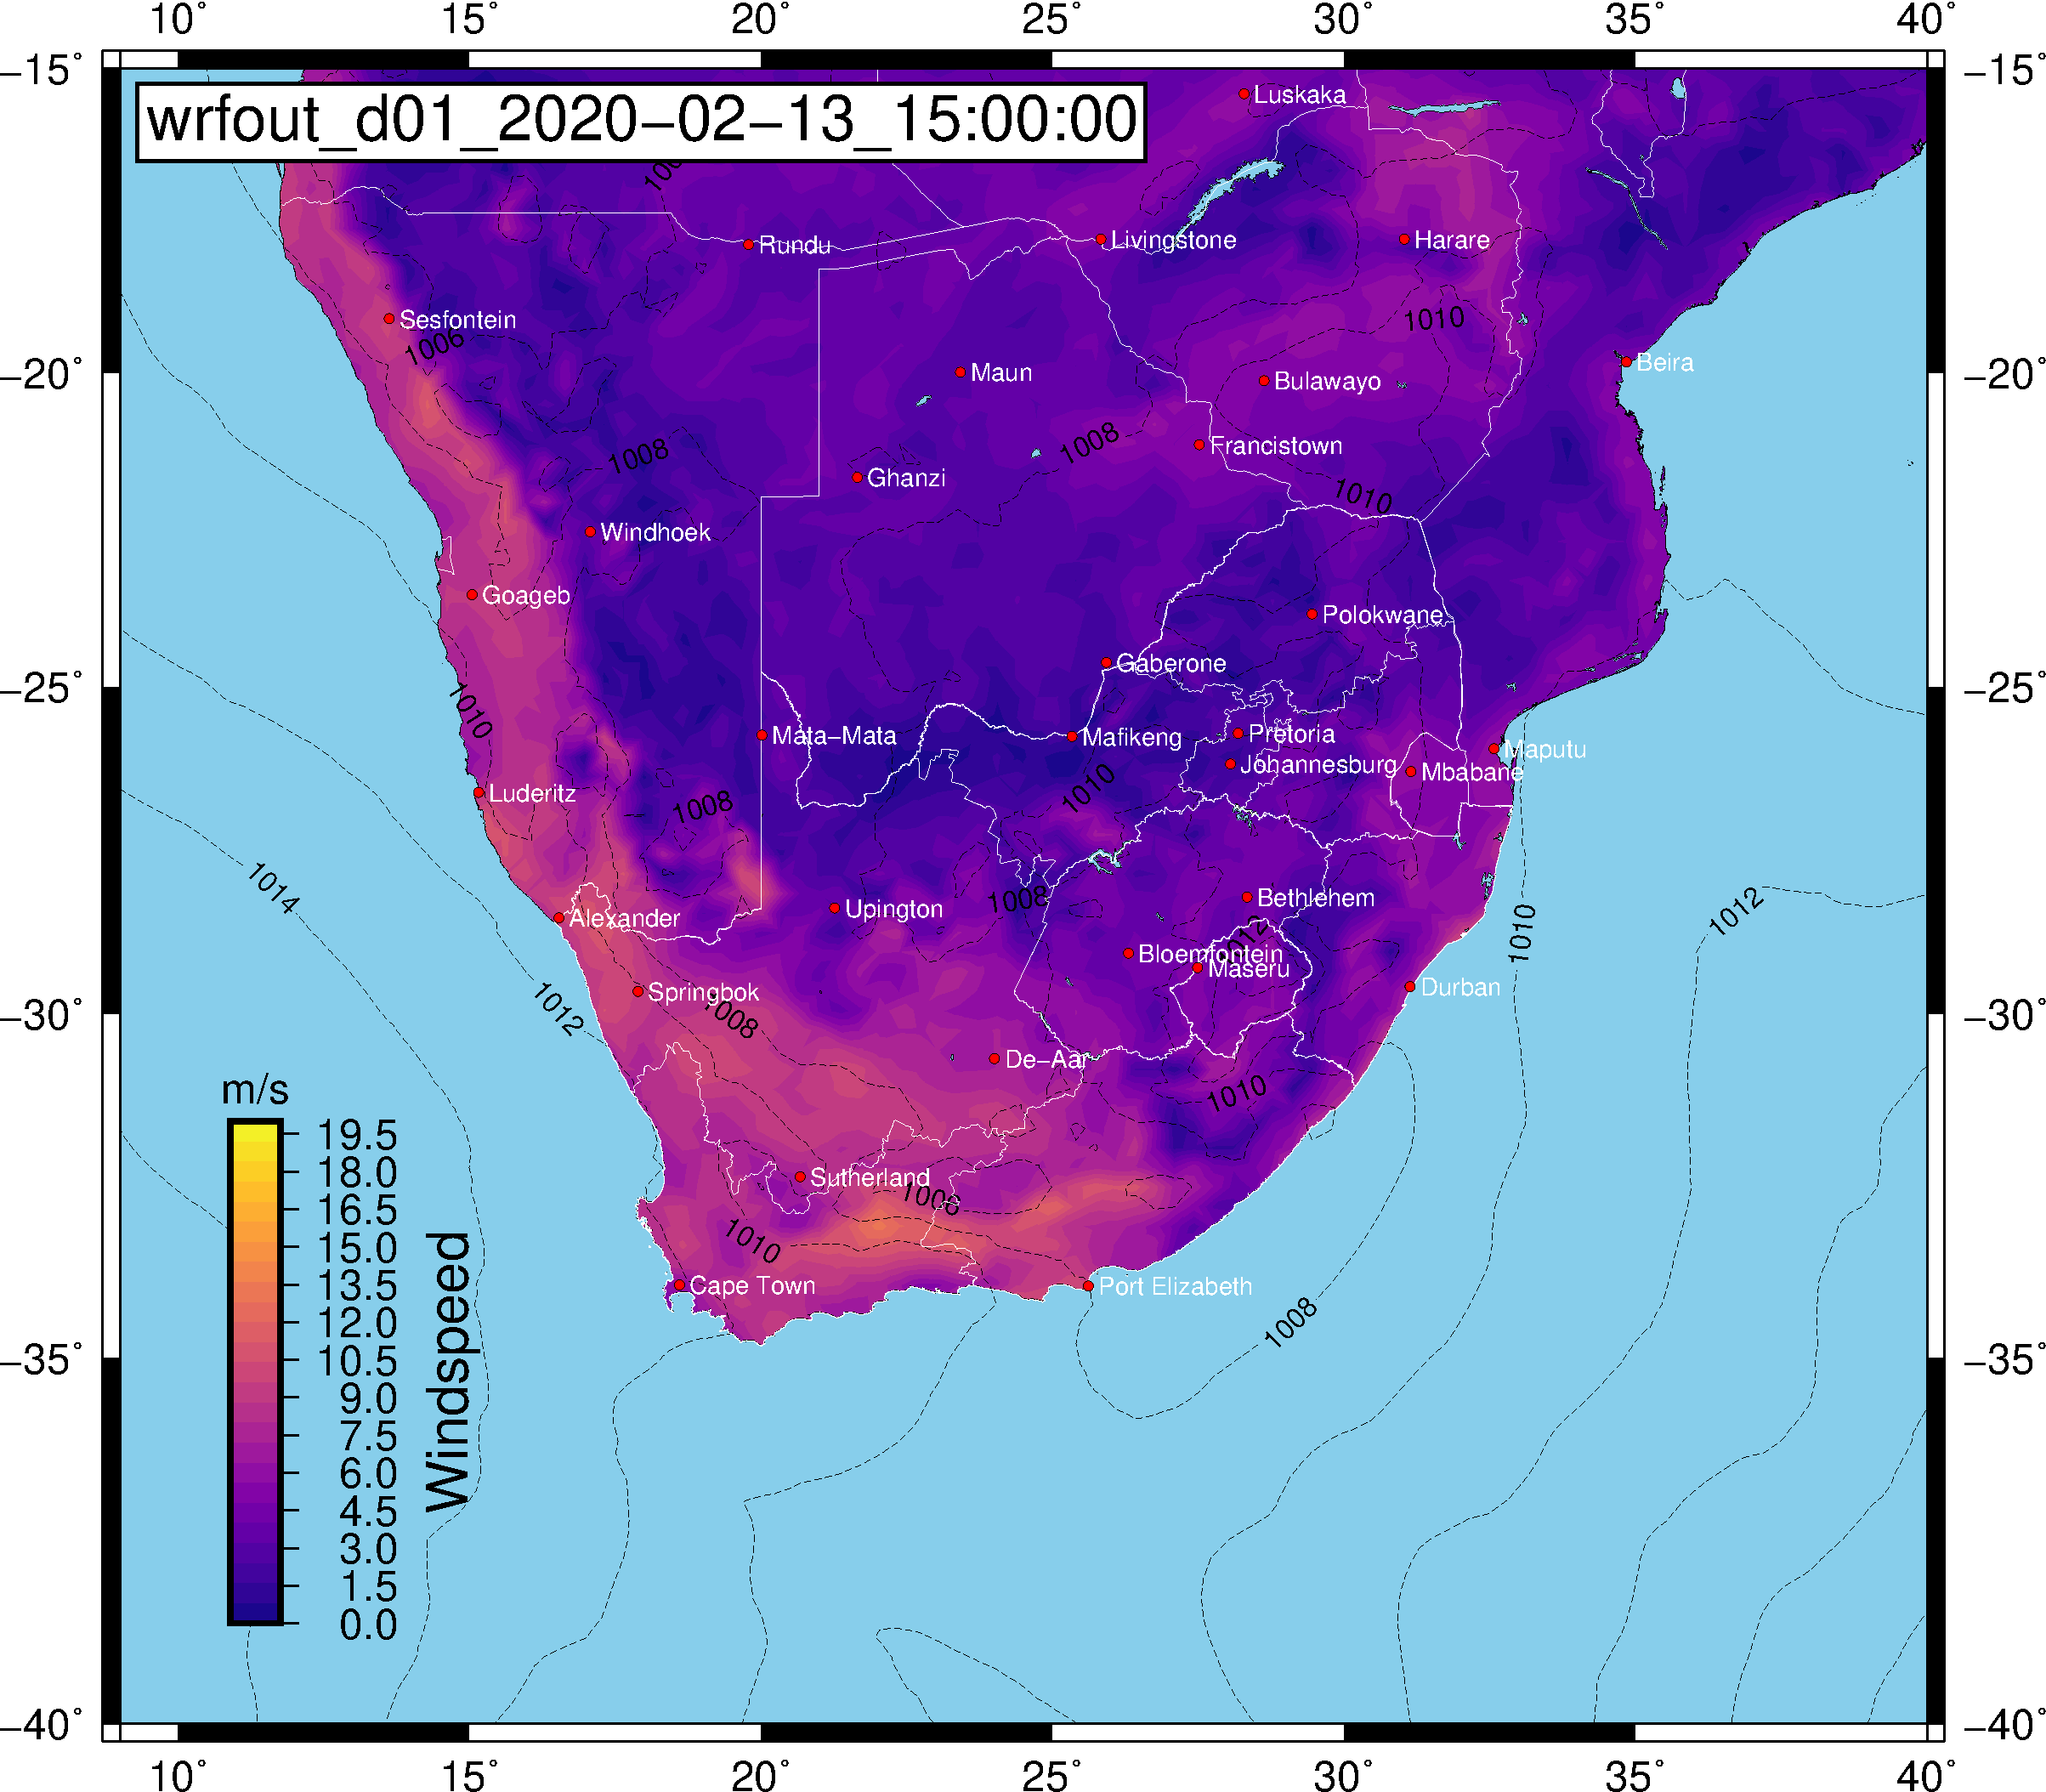 10° 15° 20° 25° 30° 35° 40°
−15° −15°
wrfout_d01_2020−02−13_15:00:00
Luskaka
Rundu
Livingstone
Harare
Sesfontein
1006
1010
−20° −20°
Maun
Bulawayo
Beira
1008
1008
Francistown
Ghanzi
1010
Windhoek
Goageb
Polokwane
Gaberone
−25° −25°
1010
Mata−Mata
Mafikeng
Pretoria
Maputu
Johannesburg
Mbabane
Luderitz
1008
1010
1014
1008
Bethlehem
1012
Alexander
Upington
1010
1012
Bloemfontein
Maseru
Springbok
Durban
1012
1008
−30° −30°
De−Aar
1010
m/s
Sutherland
1008
1010
Cape Town
Port Elizabeth
1008
19.5
18.0
16.5
15.0
13.5
12.0
10.5
9.0
7.5
6.0
4.5
3.0
1.5
0.0
Windspeed
−35° −35°
−40° −40°
10° 15° 20° 25° 30° 35° 40°